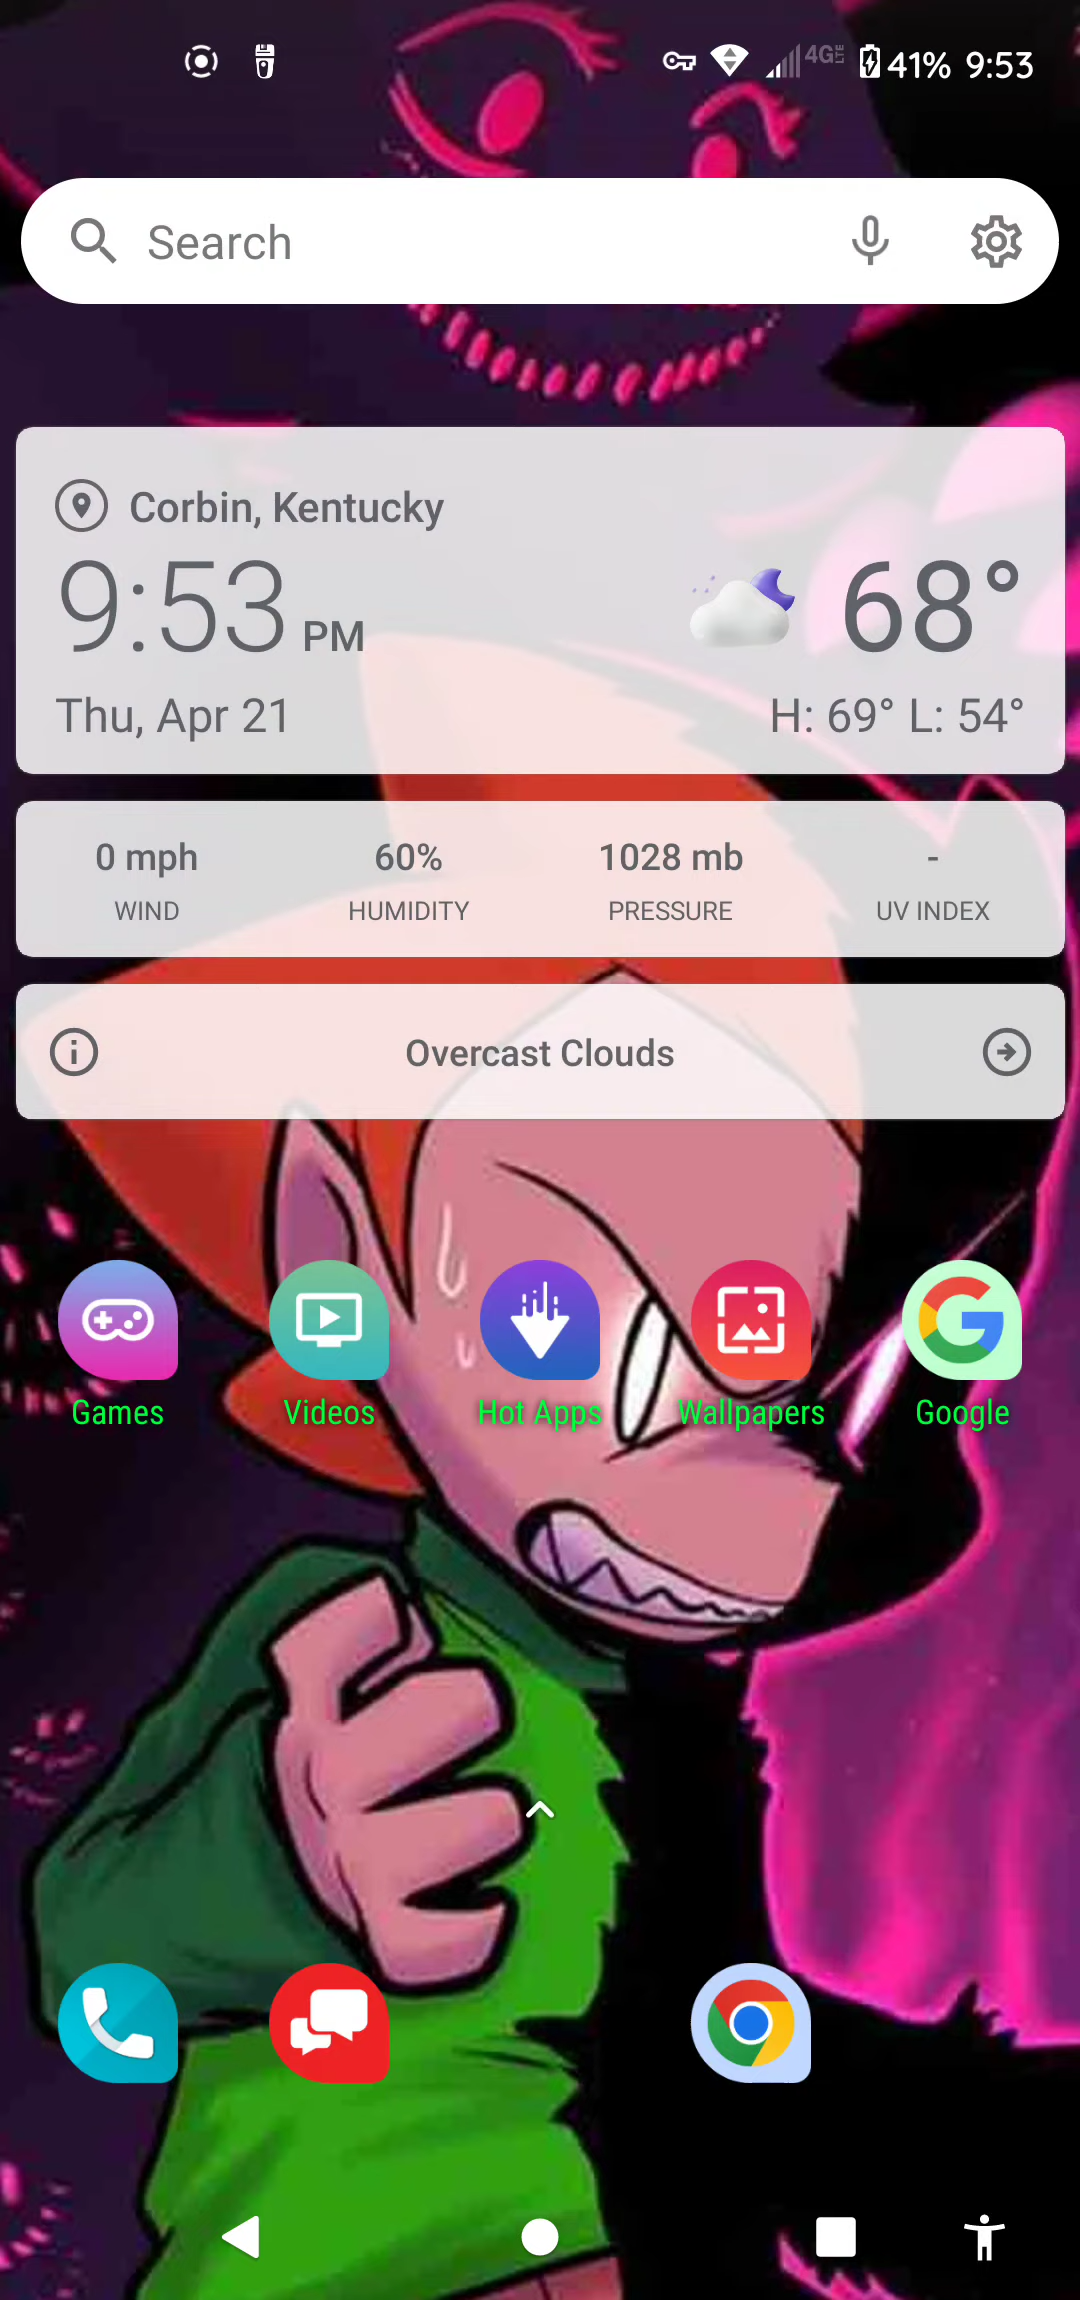 4G LTE 41% 9:53
Search
Corbin, Kentucky
9:53 PM
68°
Thu, Apr 21
H: 69° L: 54°
0 mph 60% 1028 mb -
WIND HUMIDITY PRESSURE UV INDEX
Overcast Clouds
Games Videos Hot Apps Wallpapers Google